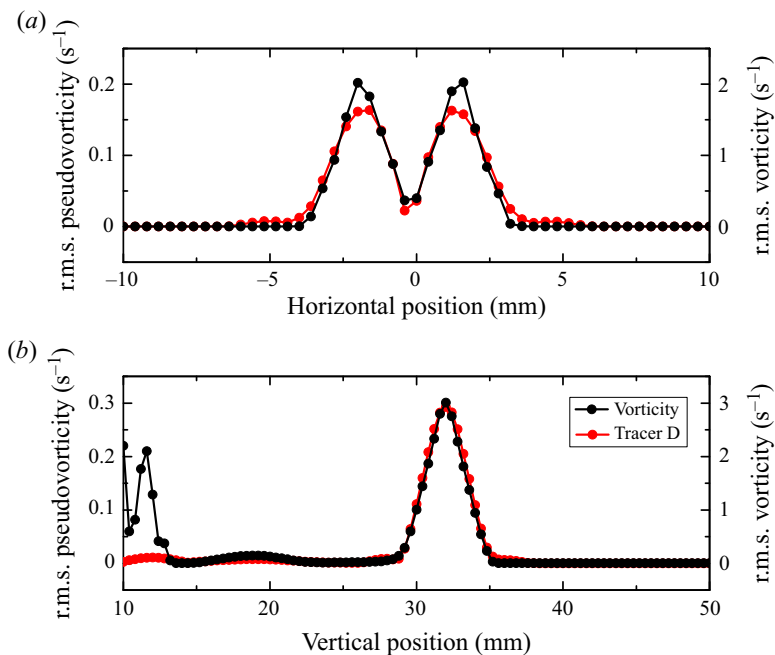 (a)
r.m.s. pseudovorticity (s⁻¹)
0.2
0.1
0
2
1
0
r.m.s. vorticity (s⁻¹)
−10
−5
0
5
10
Horizontal position (mm)
(b)
r.m.s. pseudovorticity (s⁻¹)
0.3
0.2
0.1
0
Vorticity
Tracer D
3
2
1
0
r.m.s. vorticity (s⁻¹)
10
20
30
40
50
Vertical position (mm)